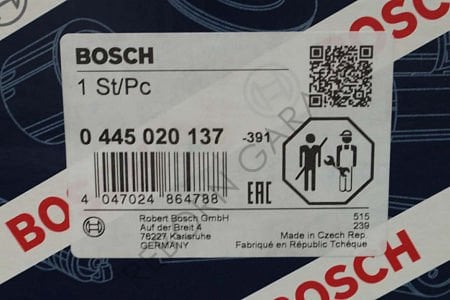 BOSCH
1 St/Pc
0 445 020 137 -391
4 047024 864788
EAC
Robert Bosch GmbH
Auf der Breit 4
76227 Karlsruhe
GERMANY
515
239
Made in Czech Rep.
Fabriqué en République Tchèque
BOSCH
BOSCH